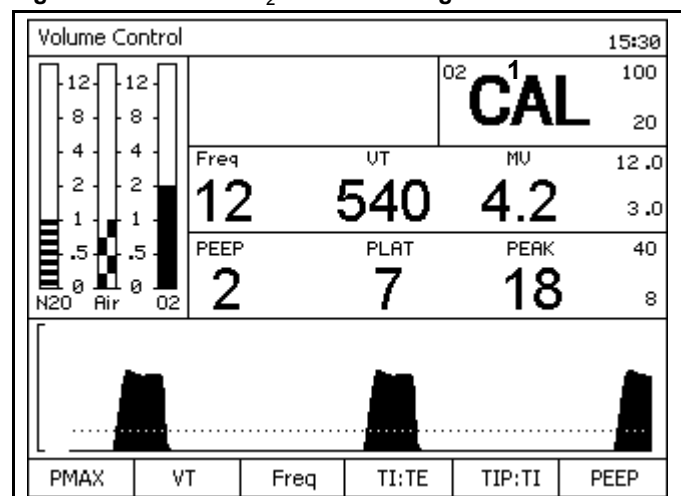 Volume Control 15:30
12 12
8 8
4 4
2 2
1 1
.5 .5
0 0
N2O Air O2
O2 CAL 1 100
20
Freq VT MV 12.0
12 540 4.2
3.0
PEEP PLAT PEAK 40
2 7 18
8
PMAX VT Freq TI:TE TIP:TI PEEP